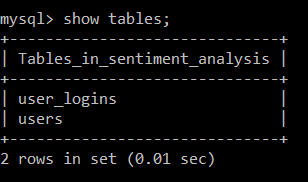 mysql> show tables;
+------------------------------+
| Tables_in_sentiment_analysis |
+------------------------------+
| user_logins                  |
| users                        |
+------------------------------+
2 rows in set (0.01 sec)